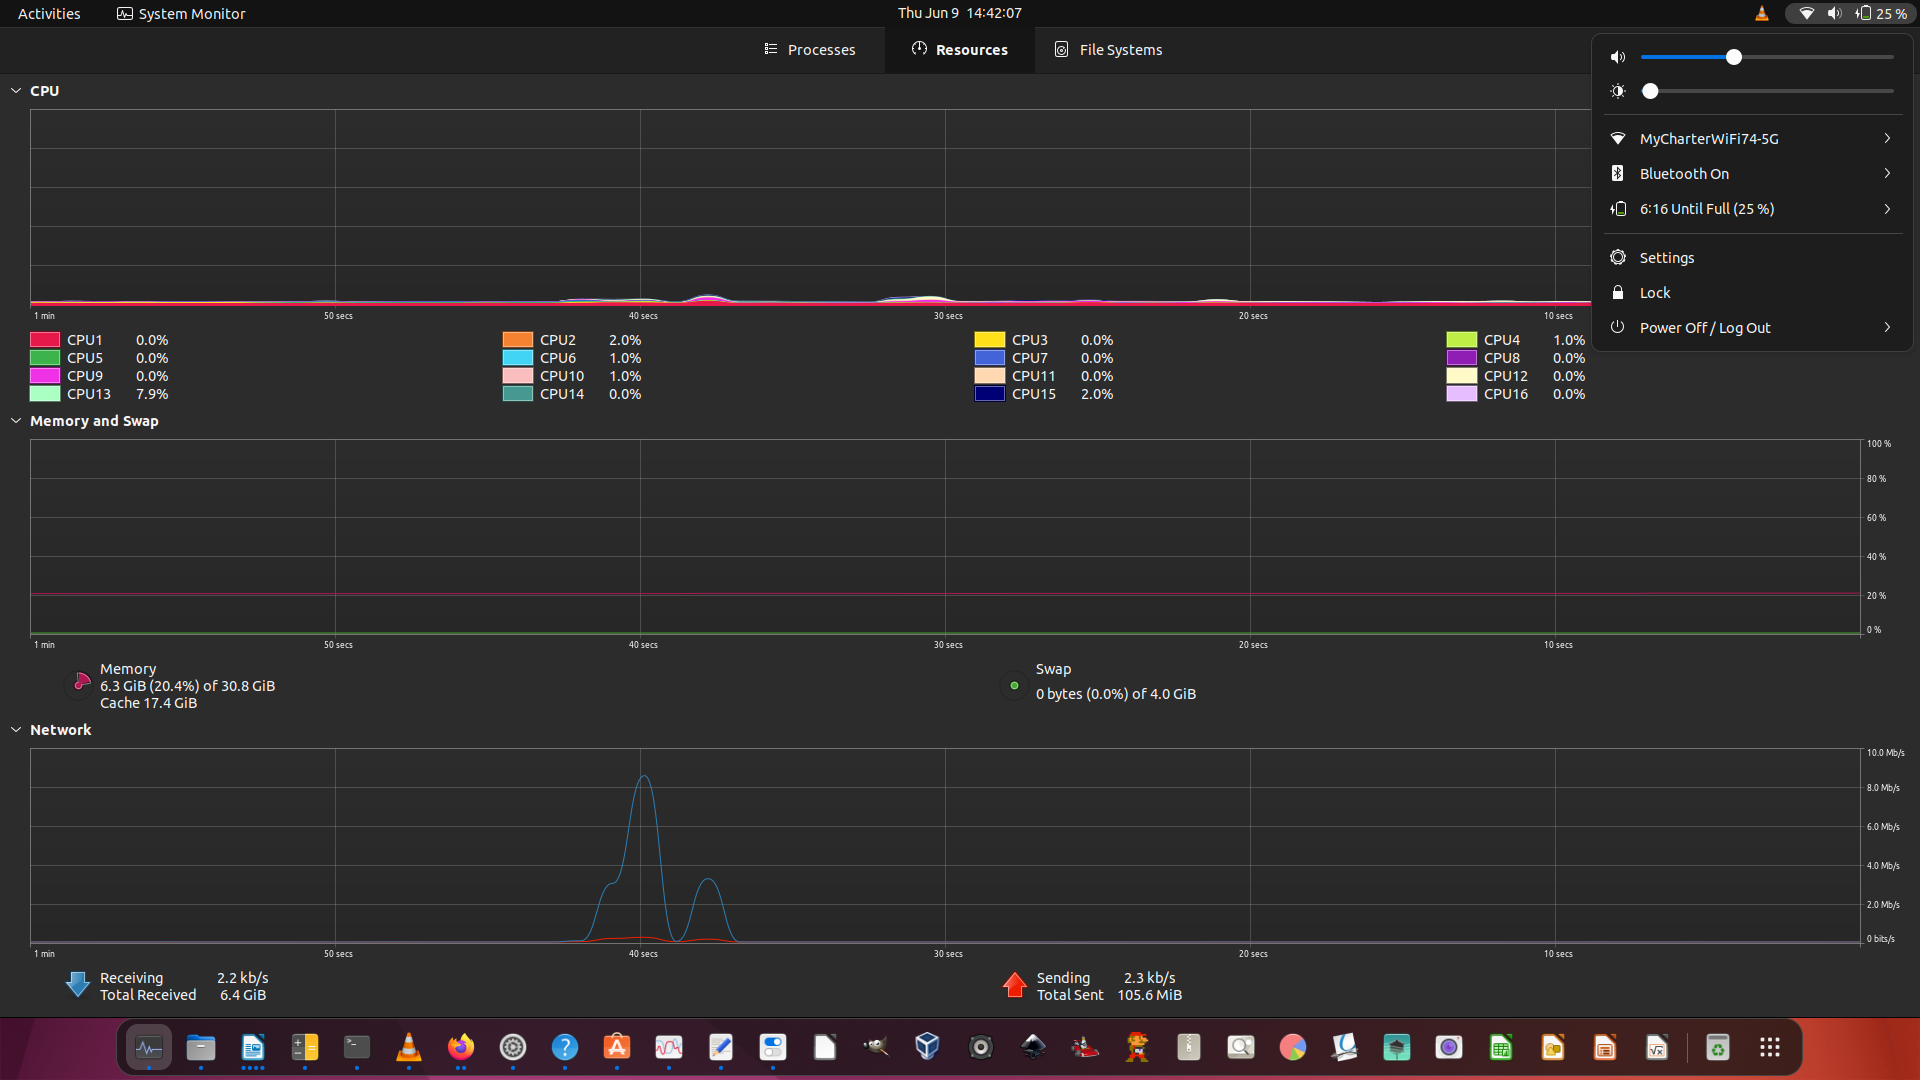 Activities
System Monitor
Thu Jun 9 14:42:07
25 %
Processes
Resources
File Systems
CPU
MyCharterWiFi74-5G
Bluetooth On
6:16 Until Full (25 %)
Settings
Lock
Power Off / Log Out
1 min 50 secs 40 secs 30 secs 20 secs 10 secs
CPU1 0.0% CPU2 2.0% CPU3 0.0% CPU4 1.0%
CPU5 0.0% CPU6 1.0% CPU7 0.0% CPU8 0.0%
CPU9 0.0% CPU10 1.0% CPU11 0.0% CPU12 0.0%
CPU13 7.9% CPU14 0.0% CPU15 2.0% CPU16 0.0%
Memory and Swap
100 %
80 %
60 %
40 %
20 %
0 %
1 min 50 secs 40 secs 30 secs 20 secs 10 secs
Memory
6.3 GiB (20.4%) of 30.8 GiB
Cache 17.4 GiB
Swap
0 bytes (0.0%) of 4.0 GiB
Network
10.0 Mb/s
8.0 Mb/s
6.0 Mb/s
4.0 Mb/s
2.0 Mb/s
0 bits/s
1 min 50 secs 40 secs 30 secs 20 secs 10 secs
Receiving 2.2 kb/s
Total Received 6.4 GiB
Sending 2.3 kb/s
Total Sent 105.6 MiB